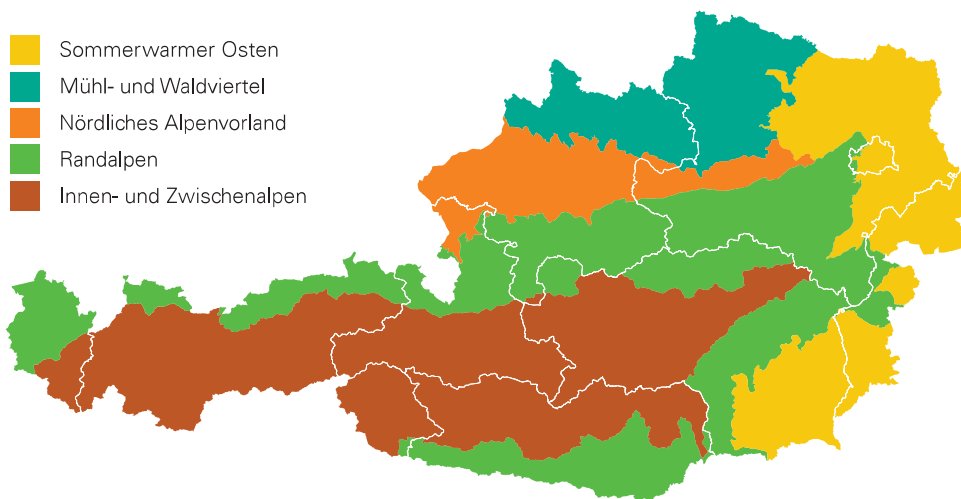 Sommerwarmer Osten
Mühl- und Waldviertel
Nördliches Alpenvorland
Randalpen
Innen- und Zwischenalpen